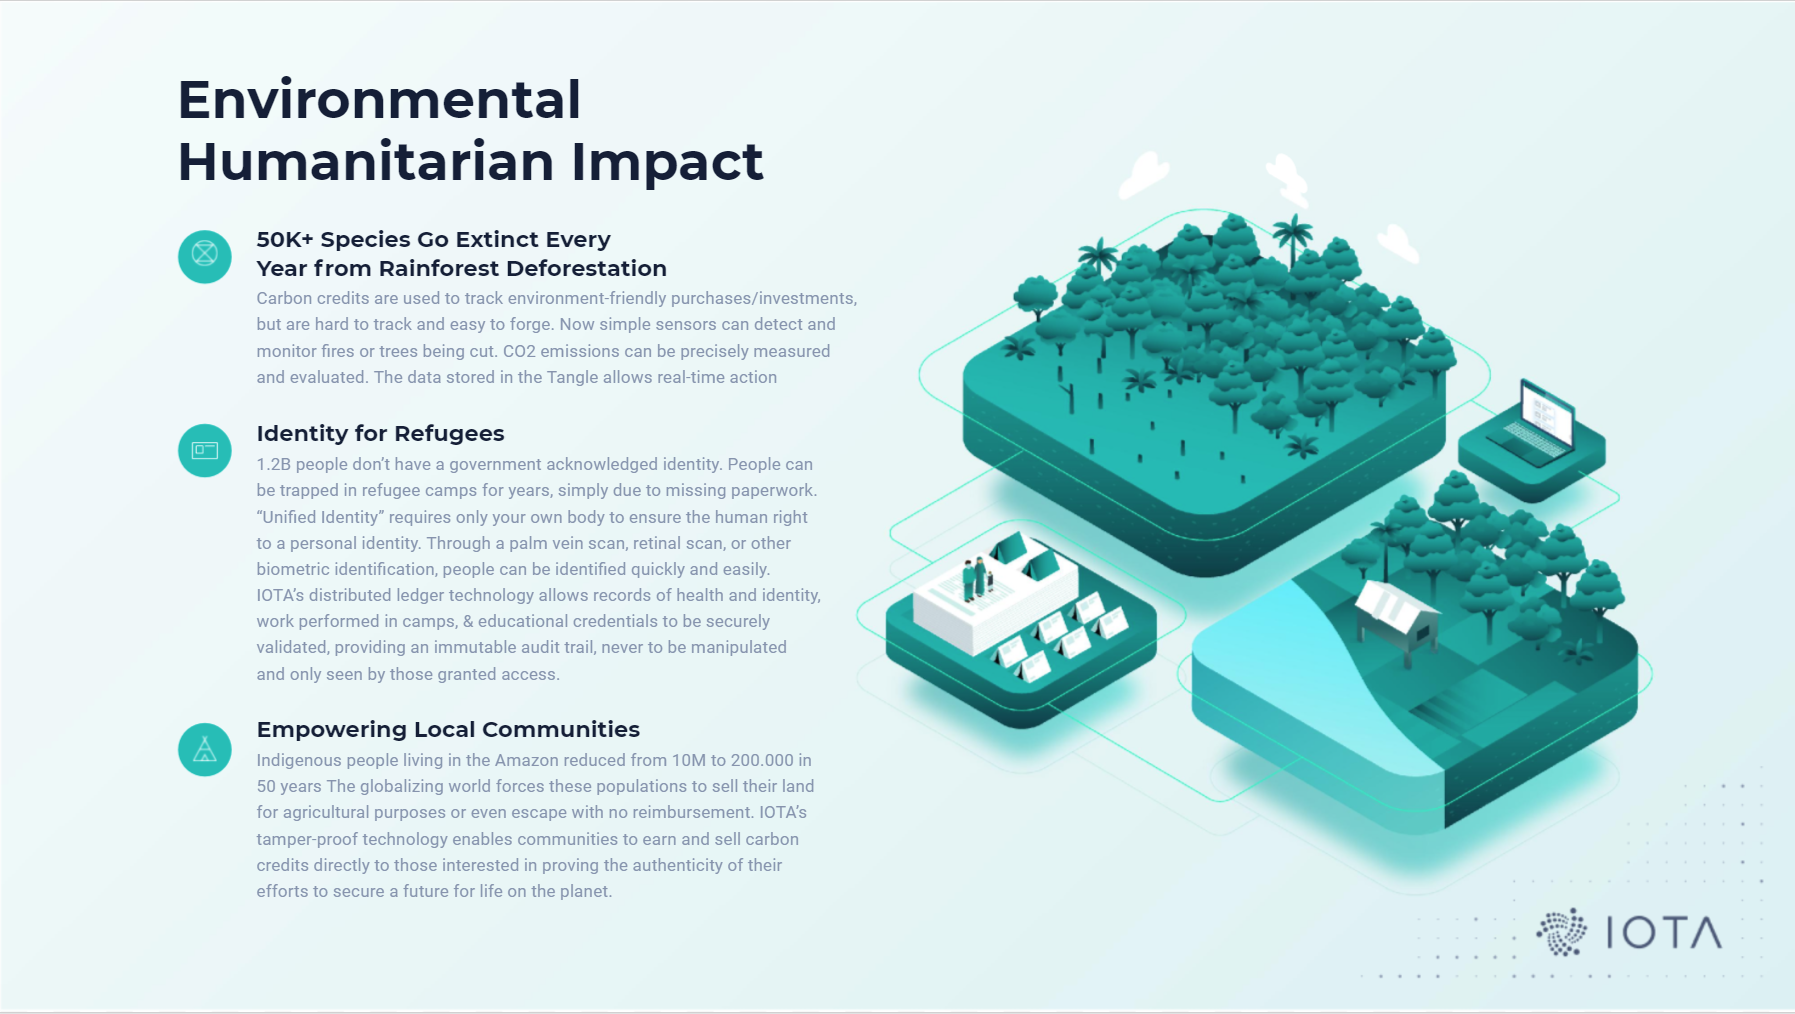 Environmental
Humanitarian Impact
50K+ Species Go Extinct Every
Year from Rainforest Deforestation
Carbon credits are used to track environment-friendly purchases/investments,
but are hard to track and easy to forge. Now simple sensors can detect and
monitor fires or trees being cut. CO2 emissions can be precisely measured
and evaluated. The data stored in the Tangle allows real-time action
Identity for Refugees
1.2B people don’t have a government acknowledged identity. People can
be trapped in refugee camps for years, simply due to missing paperwork.
“Unified Identity” requires only your own body to ensure the human right
to a personal identity. Through a palm vein scan, retinal scan, or other
biometric identification, people can be identified quickly and easily.
IOTA’s distributed ledger technology allows records of health and identity,
work performed in camps, & educational credentials to be securely
validated, providing an immutable audit trail, never to be manipulated
and only seen by those granted access.
Empowering Local Communities
Indigenous people living in the Amazon reduced from 10M to 200.000 in
50 years The globalizing world forces these populations to sell their land
for agricultural purposes or even escape with no reimbursement. IOTA’s
tamper-proof technology enables communities to earn and sell carbon
credits directly to those interested in proving the authenticity of their
efforts to secure a future for life on the planet.
IOTA